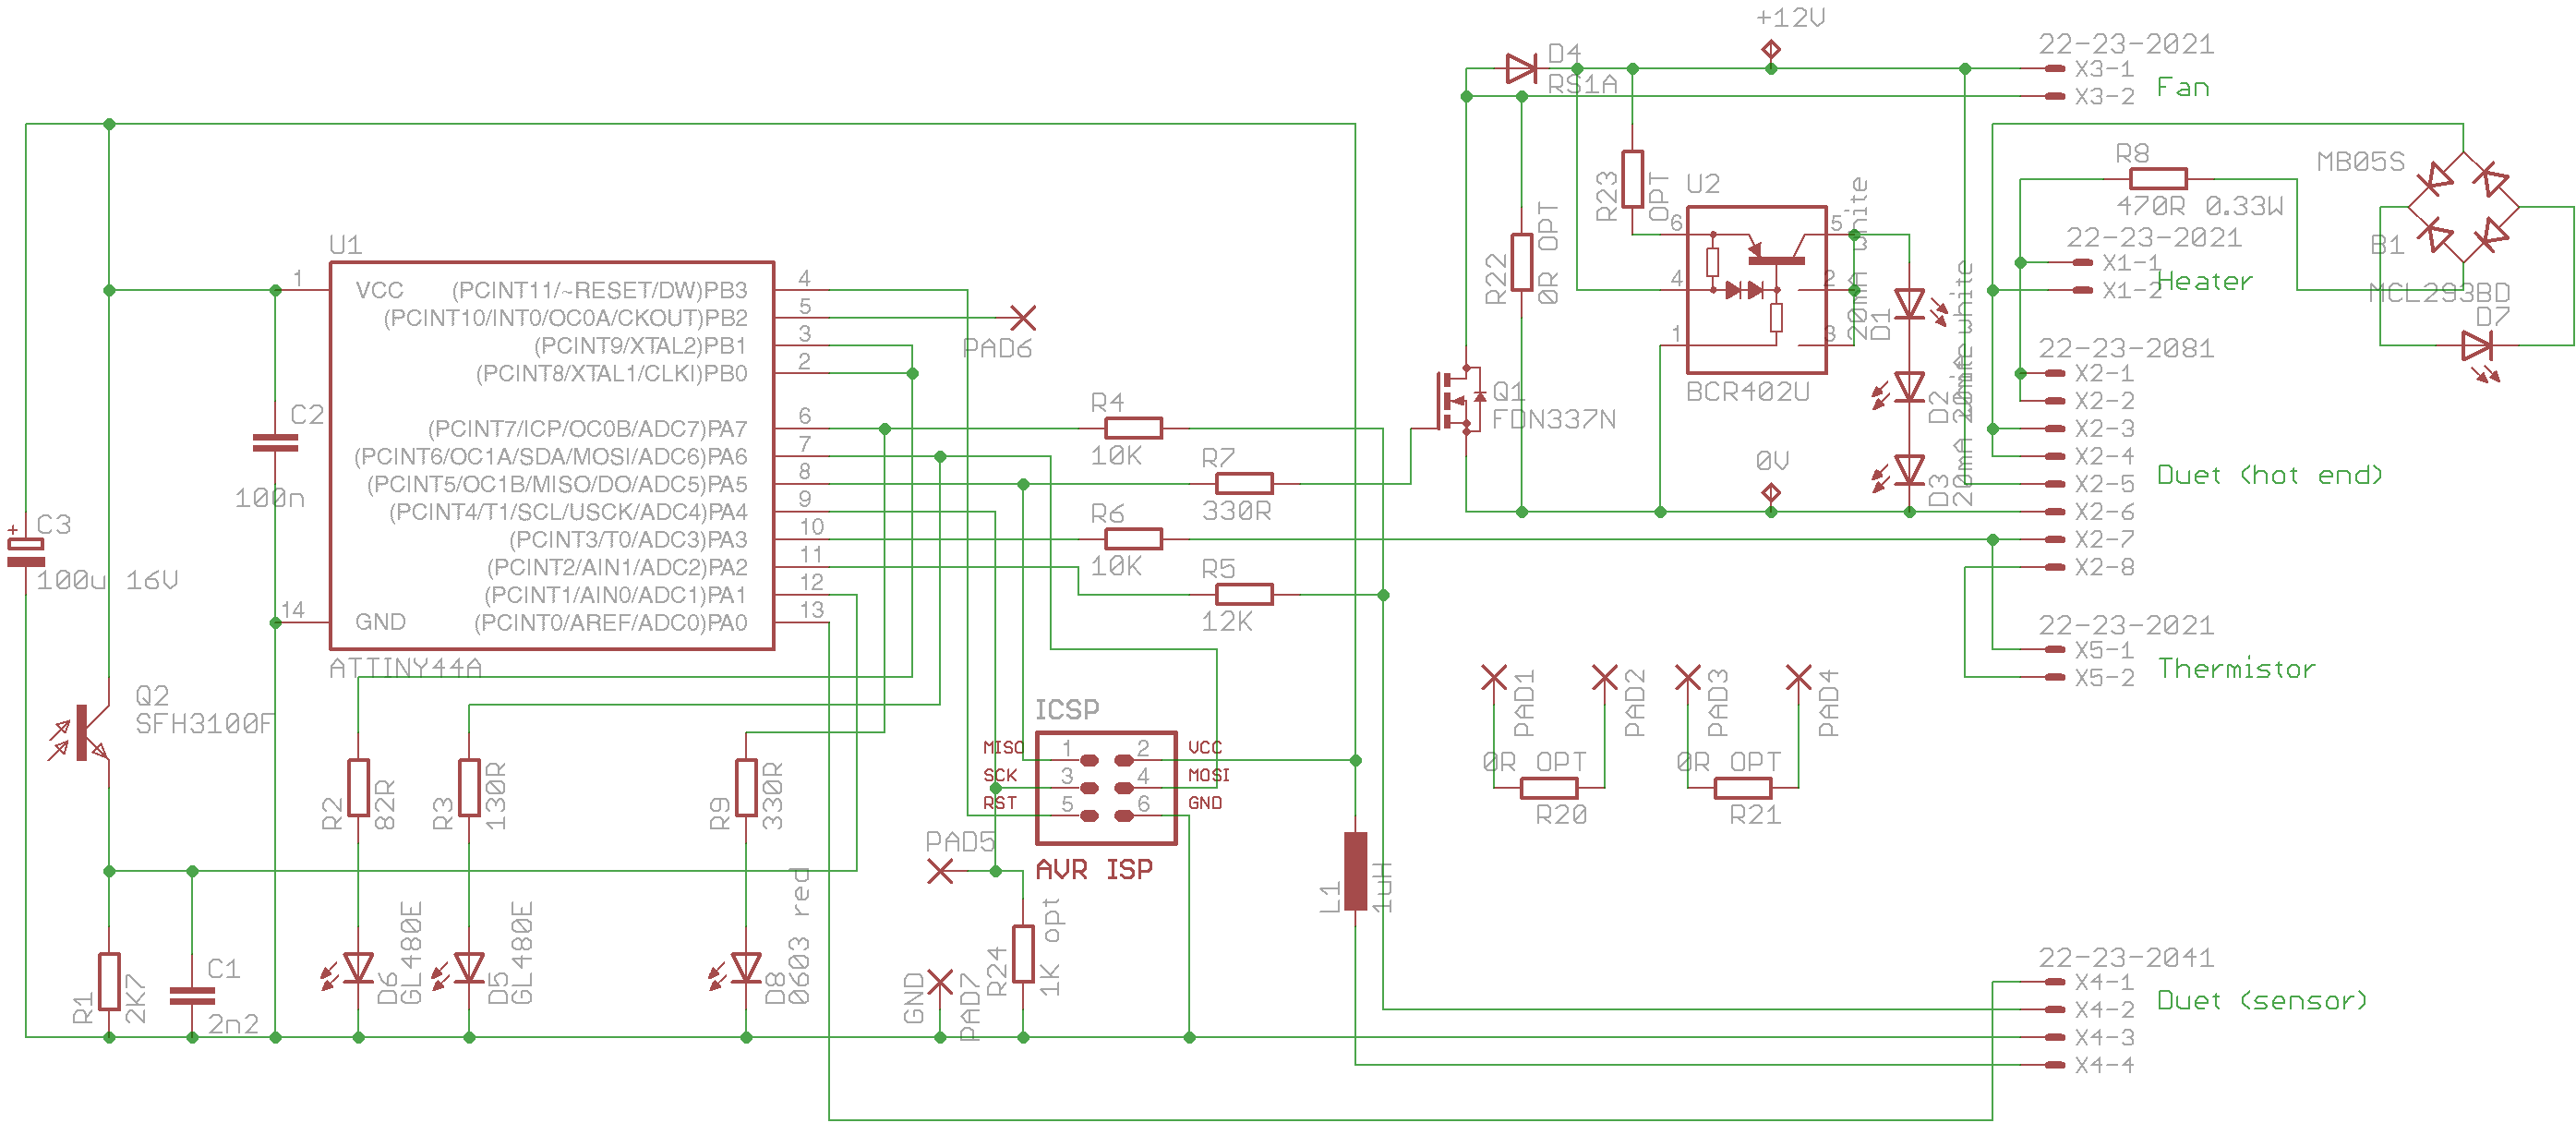 +12V
D4
RS1A
22-23-2021
X3-1
X3-2
Fan
R8
470R 0.33W
MB05S
B1
22-23-2021
X1-1
X1-2
Heater
MCL293BD
D7
U2
R23
OPT
R22
0R OPT
6
4
1
5
2
3
BCR402U
D1
20mA white
D2
20mA white
D3
20mA white
22-23-2081
X2-1
X2-2
X2-3
X2-4
X2-5
X2-6
X2-7
X2-8
Duet (hot end)
Q1
FDN337N
0V
U1
1
VCC
14
GND
(PCINT11/~RESET/DW)PB3
4
(PCINT10/INT0/OC0A/CKOUT)PB2
5
(PCINT9/XTAL2)PB1
3
(PCINT8/XTAL1/CLKI)PB0
2
(PCINT7/ICP/OC0B/ADC7)PA7
6
(PCINT6/OC1A/SDA/MOSI/ADC6)PA6
7
(PCINT5/OC1B/MISO/DO/ADC5)PA5
8
(PCINT4/T1/SCL/USCK/ADC4)PA4
9
(PCINT3/T0/ADC3)PA3
10
(PCINT2/AIN1/ADC2)PA2
11
(PCINT1/AIN0/ADC1)PA1
12
(PCINT0/AREF/ADC0)PA0
13
ATTINY44A
PAD6
C2
100n
+
C3
100u 16V
R4
10K
R7
330R
R6
10K
R5
12K
22-23-2021
X5-1
X5-2
Thermistor
PAD1
PAD2
PAD3
PAD4
0R OPT
R20
0R OPT
R21
Q2
SFH3100F
ICSP
MISO
1
2
VCC
SCK
3
4
MOSI
RST
5
6
GND
AVR ISP
R2
82R
R3
130R
R9
330R
PAD5
L1
1uH
R24
1K opt
GND
PAD7
R1
2K7
C1
2n2
D6
GL480E
D5
GL480E
D8
0603 red
22-23-2041
X4-1
X4-2
X4-3
X4-4
Duet (sensor)